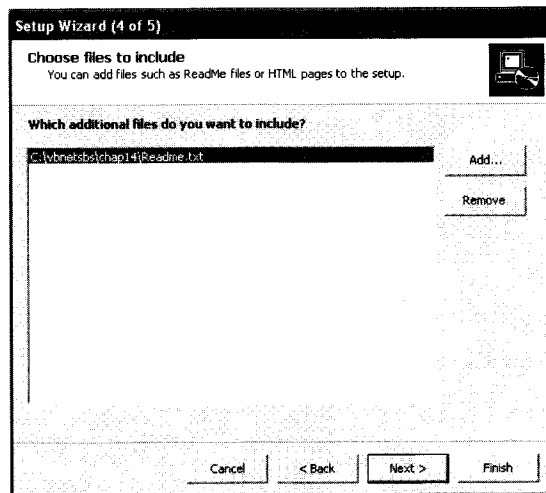 Setup Wizard (4 of 5)
Choose files to include
You can add files such as ReadMe files or HTML pages to the setup.
Which additional files do you want to include?
C:\vbnetsbs\chap14\Readme.txt
Add...
Remove
Cancel
< Back
Next >
Finish